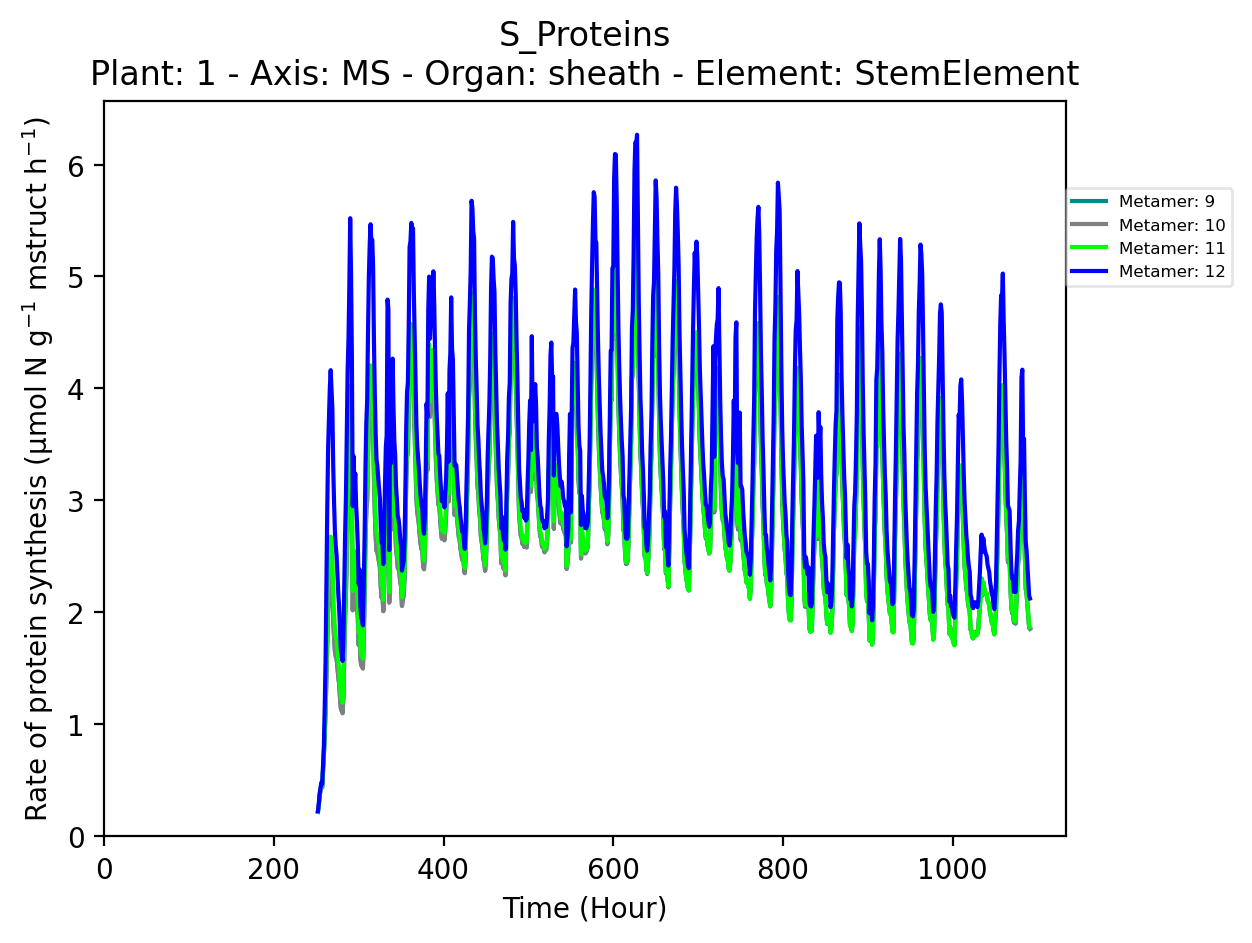 S_Proteins
Plant: 1 - Axis: MS - Organ: sheath - Element: StemElement
Rate of protein synthesis (µmol N g⁻¹ mstruct h⁻¹)
6
5
4
3
2
1
0
Metamer: 9
Metamer: 10
Metamer: 11
Metamer: 12
0 200 400 600 800 1000
Time (Hour)